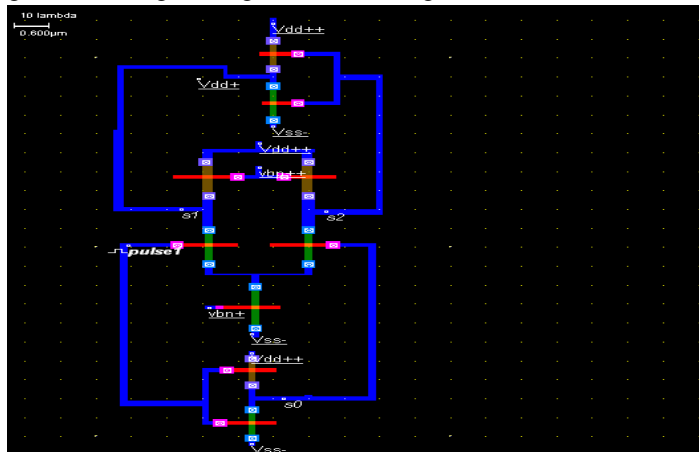 10 lambda
Vdd++
0.600µm
Vdd+
Vss-
Vdd++
vbn++
s1
s2
pulse1
vbn+
Vss-
Vdd++
s0
Vss-